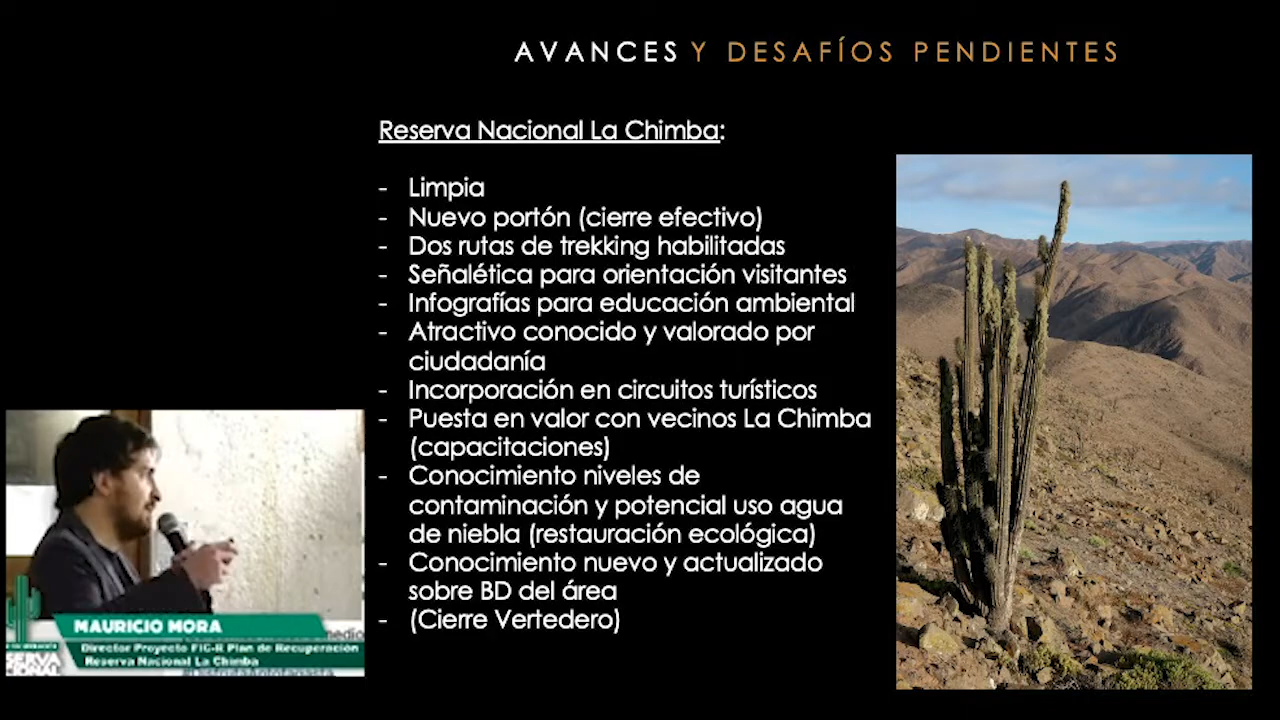 AVANCES Y DESAFÍOS PENDIENTES
Reserva Nacional La Chimba:
- Limpia
- Nuevo portón (cierre efectivo)
- Dos rutas de trekking habilitadas
- Señalética para orientación visitantes
- Infografías para educación ambiental
- Atractivo conocido y valorado por
ciudadanía
- Incorporación en circuitos turísticos
- Puesta en valor con vecinos La Chimba
(capacitaciones)
- Conocimiento niveles de
contaminación y potencial uso agua
de niebla (restauración ecológica)
- Conocimiento nuevo y actualizado
sobre BD del área
- (Cierre Vertedero)
MAURICIO MORA
Director Proyecto FIC-R Plan de Recuperación
Reserva Nacional La Chimba